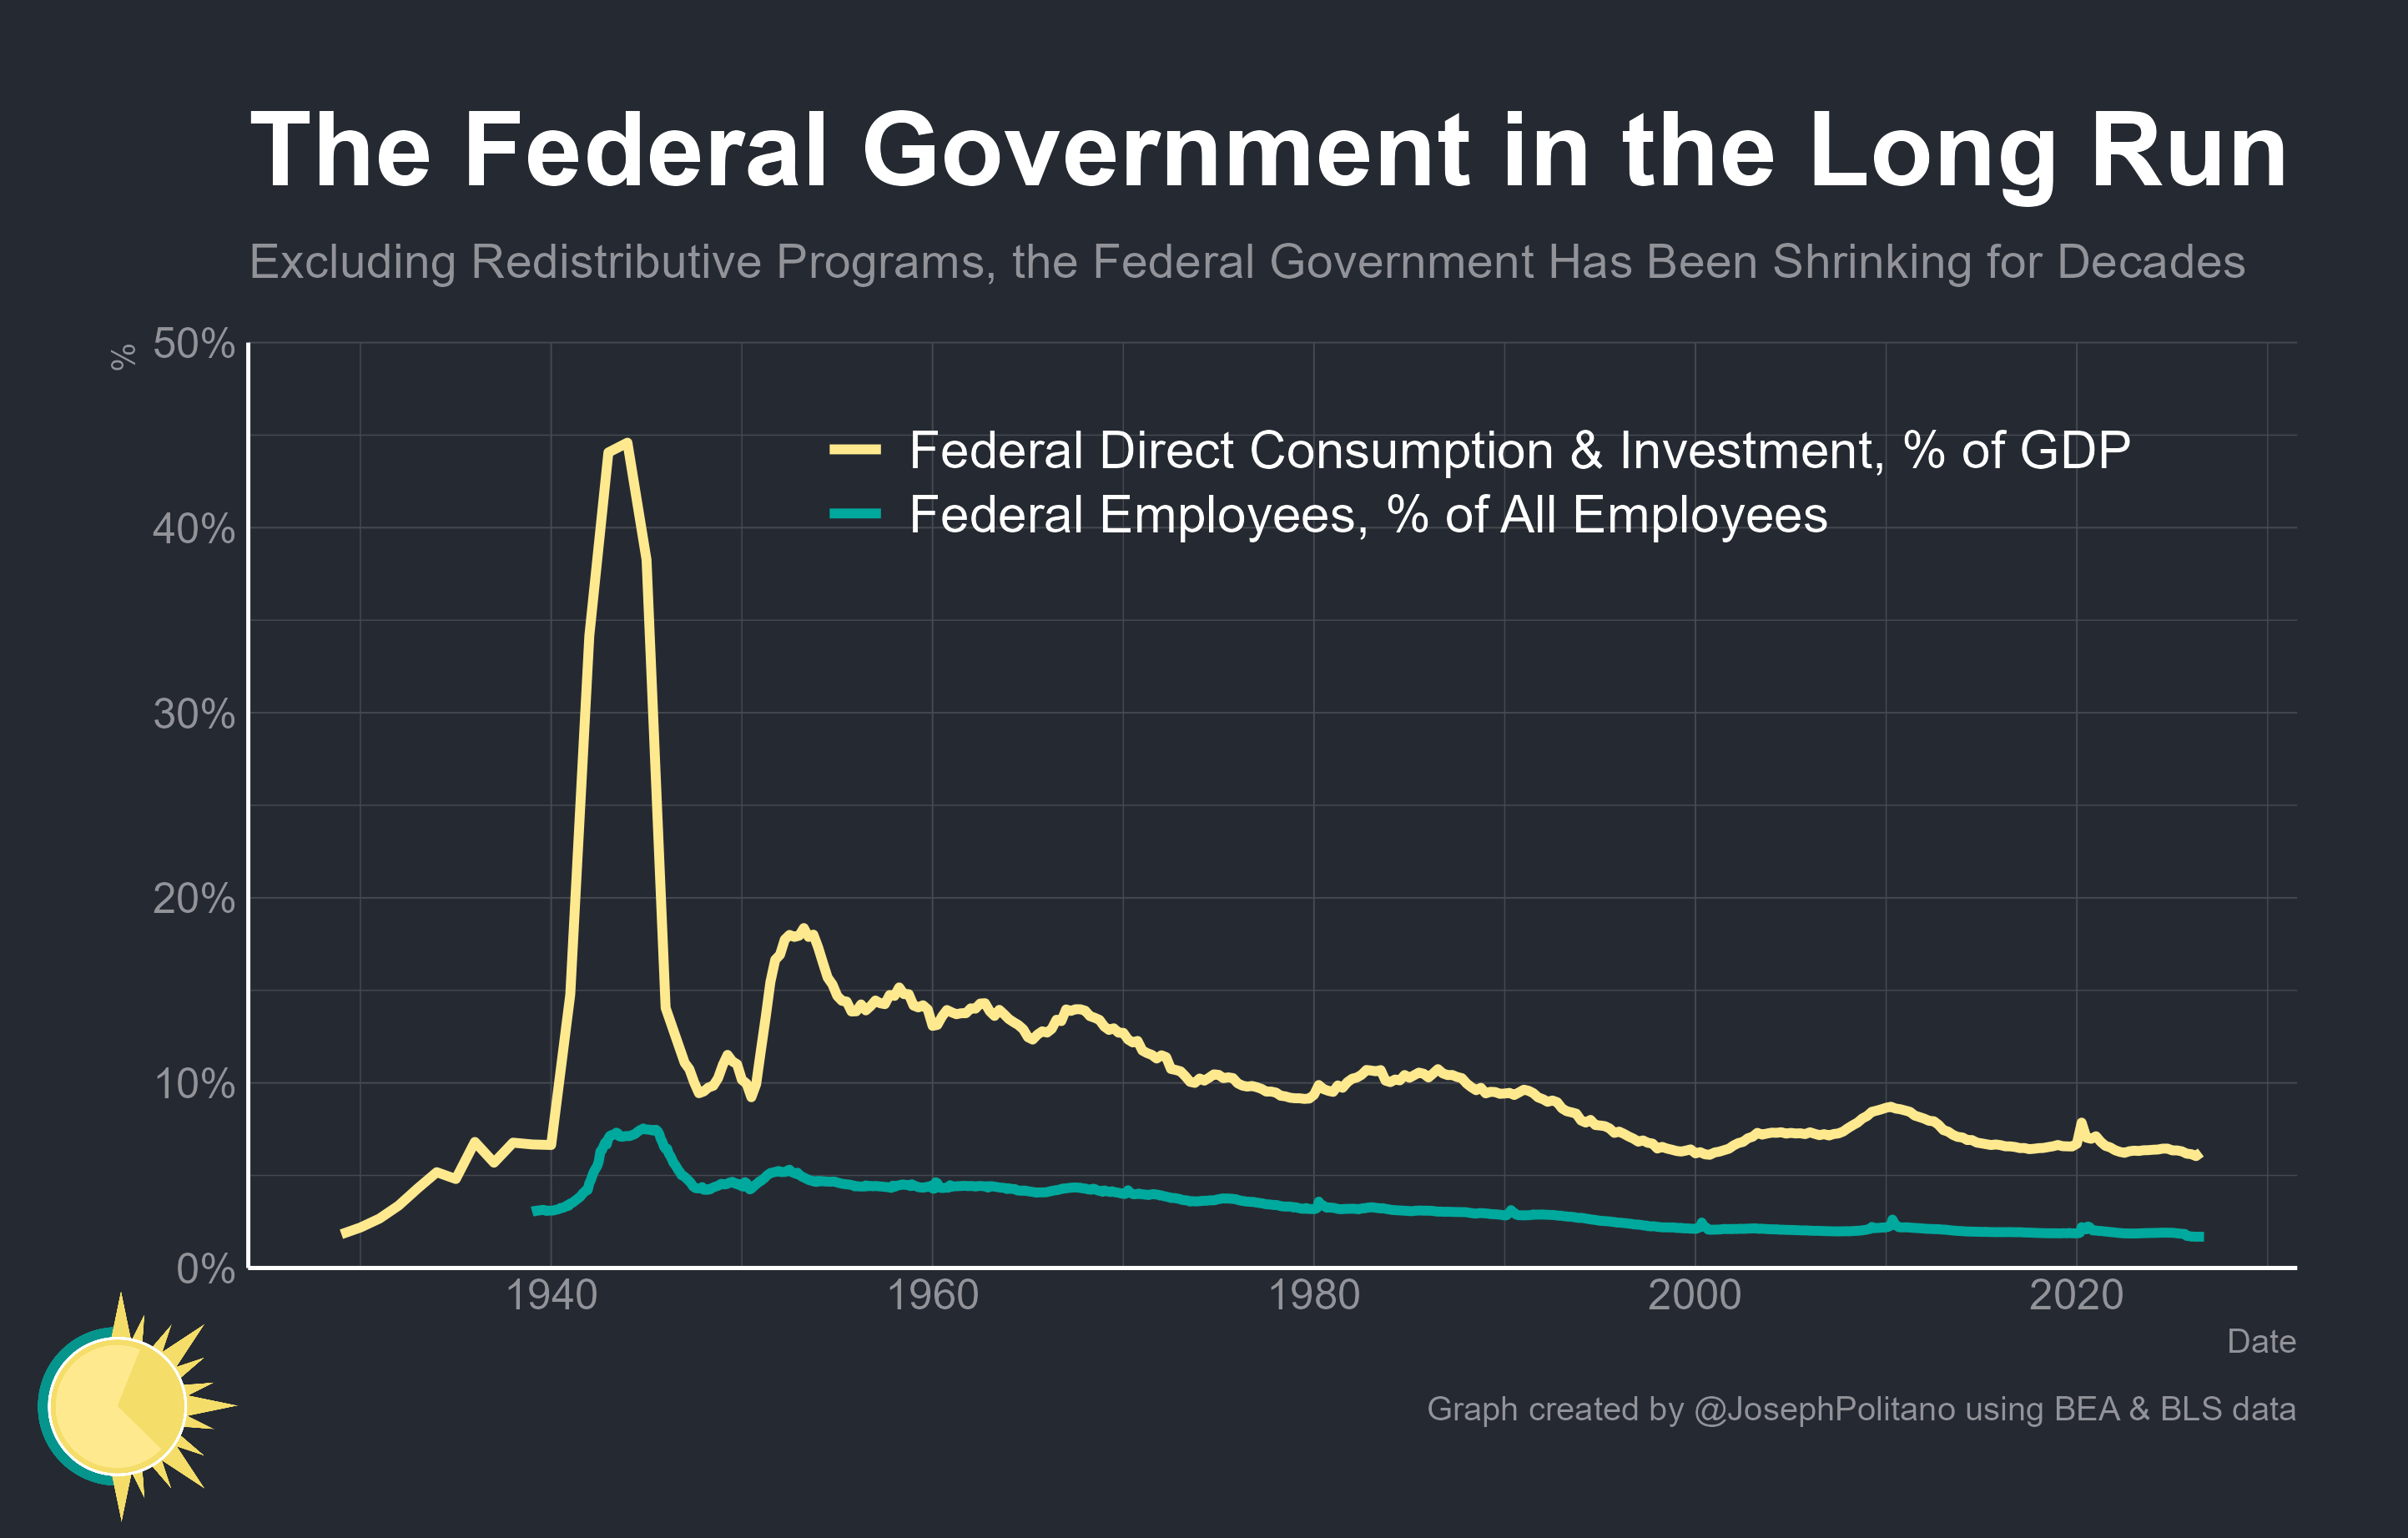 The Federal Government in the Long Run
Excluding Redistributive Programs, the Federal Government Has Been Shrinking for Decades
%
50%
Federal Direct Consumption & Investment, % of GDP
Federal Employees, % of All Employees
40%
30%
20%
10%
0%
1940 1960 1980 2000 2020
Date
Graph created by @JosephPolitano using BEA & BLS data